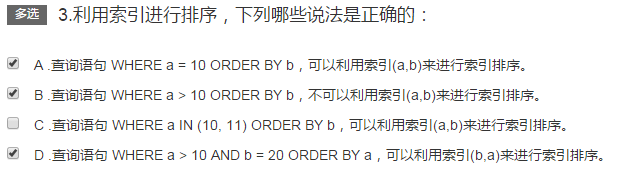 多选 3.利用索引进行排序，下列哪些说法是正确的：
A .查询语句 WHERE a = 10 ORDER BY b，可以利用索引(a,b)来进行索引排序。
B .查询语句 WHERE a > 10 ORDER BY b，不可以利用索引(a,b)来进行索引排序。
C .查询语句 WHERE a IN (10, 11) ORDER BY b，可以利用索引(a,b)来进行索引排序。
D .查询语句 WHERE a > 10 AND b = 20 ORDER BY a，可以利用索引(b,a)来进行索引排序。